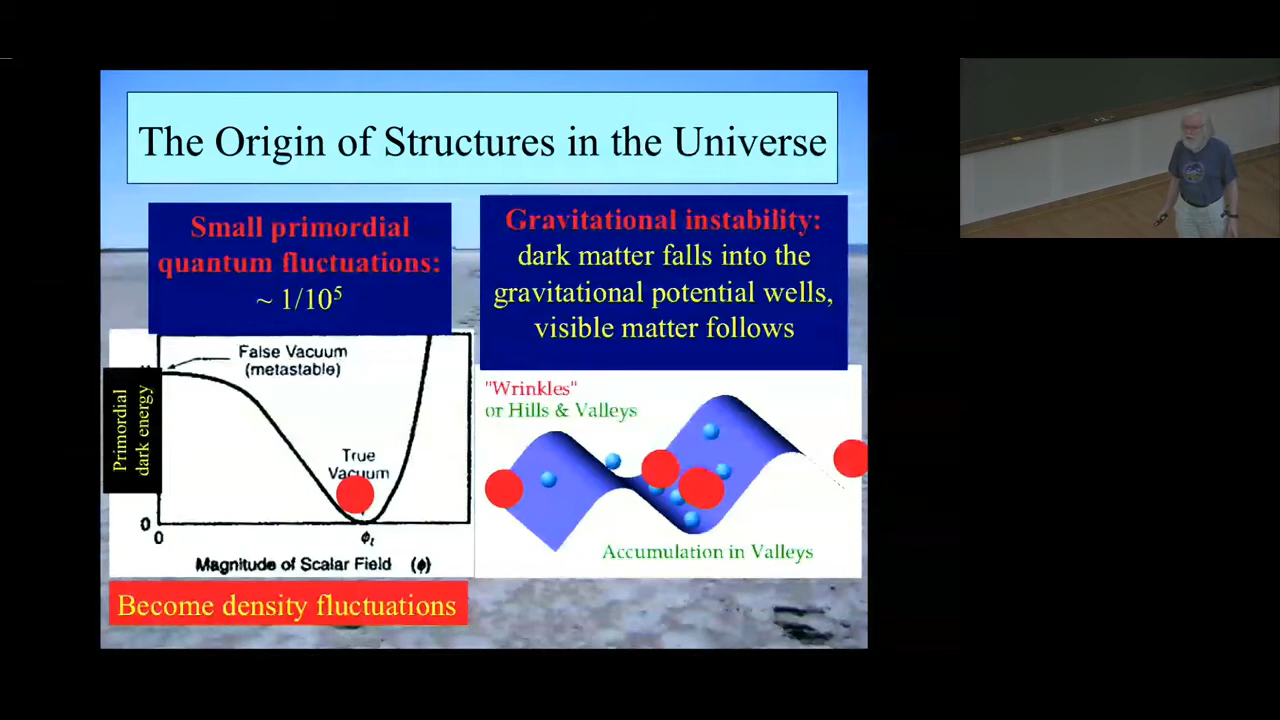 The Origin of Structures in the Universe
Small primordial
quantum fluctuations:
~ 1/10⁵
Gravitational instability:
dark matter falls into the
gravitational potential wells,
visible matter follows
False Vacuum
(metastable)
Primordial
dark energy
True
Vacuum
0
0
ϕt
Magnitude of Scalar Field (ϕ)
"Wrinkles"
or Hills & Valleys
Accumulation in Valleys
Become density fluctuations